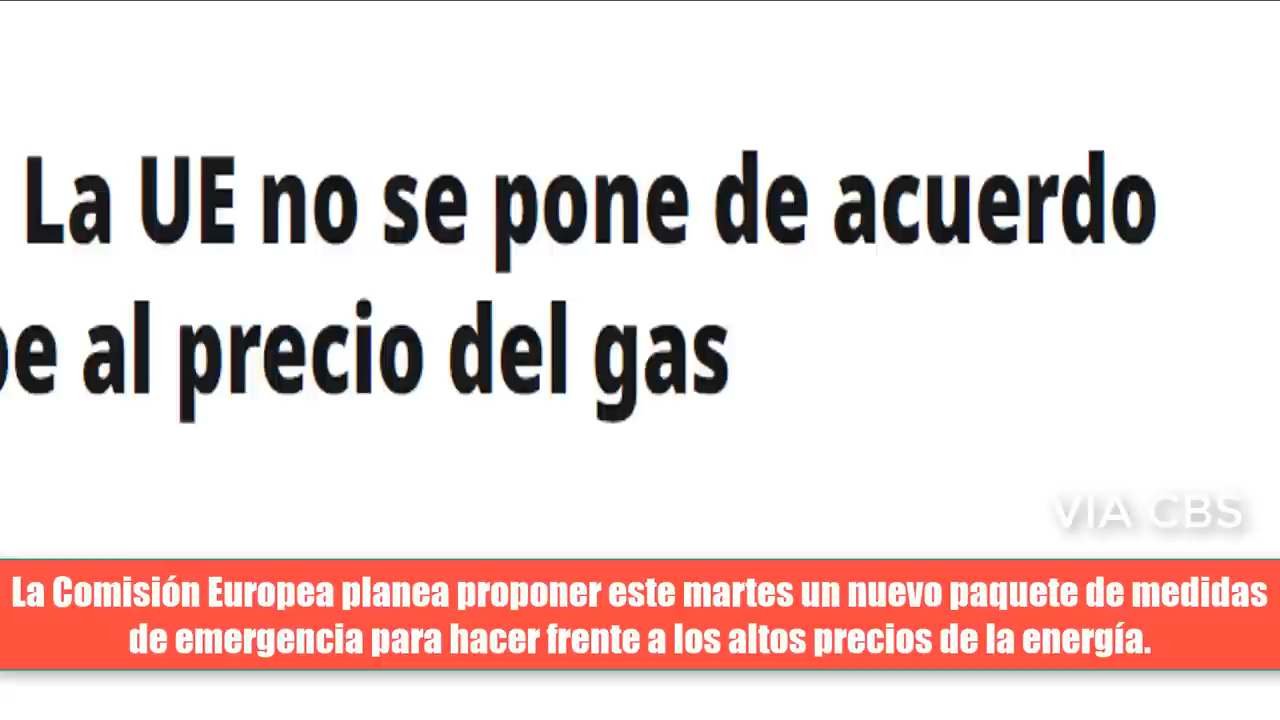 La UE no se pone de acuerdo
al precio del gas
VIA CBS
La Comisión Europea planea proponer este martes un nuevo paquete de medidas
de emergencia para hacer frente a los altos precios de la energía.